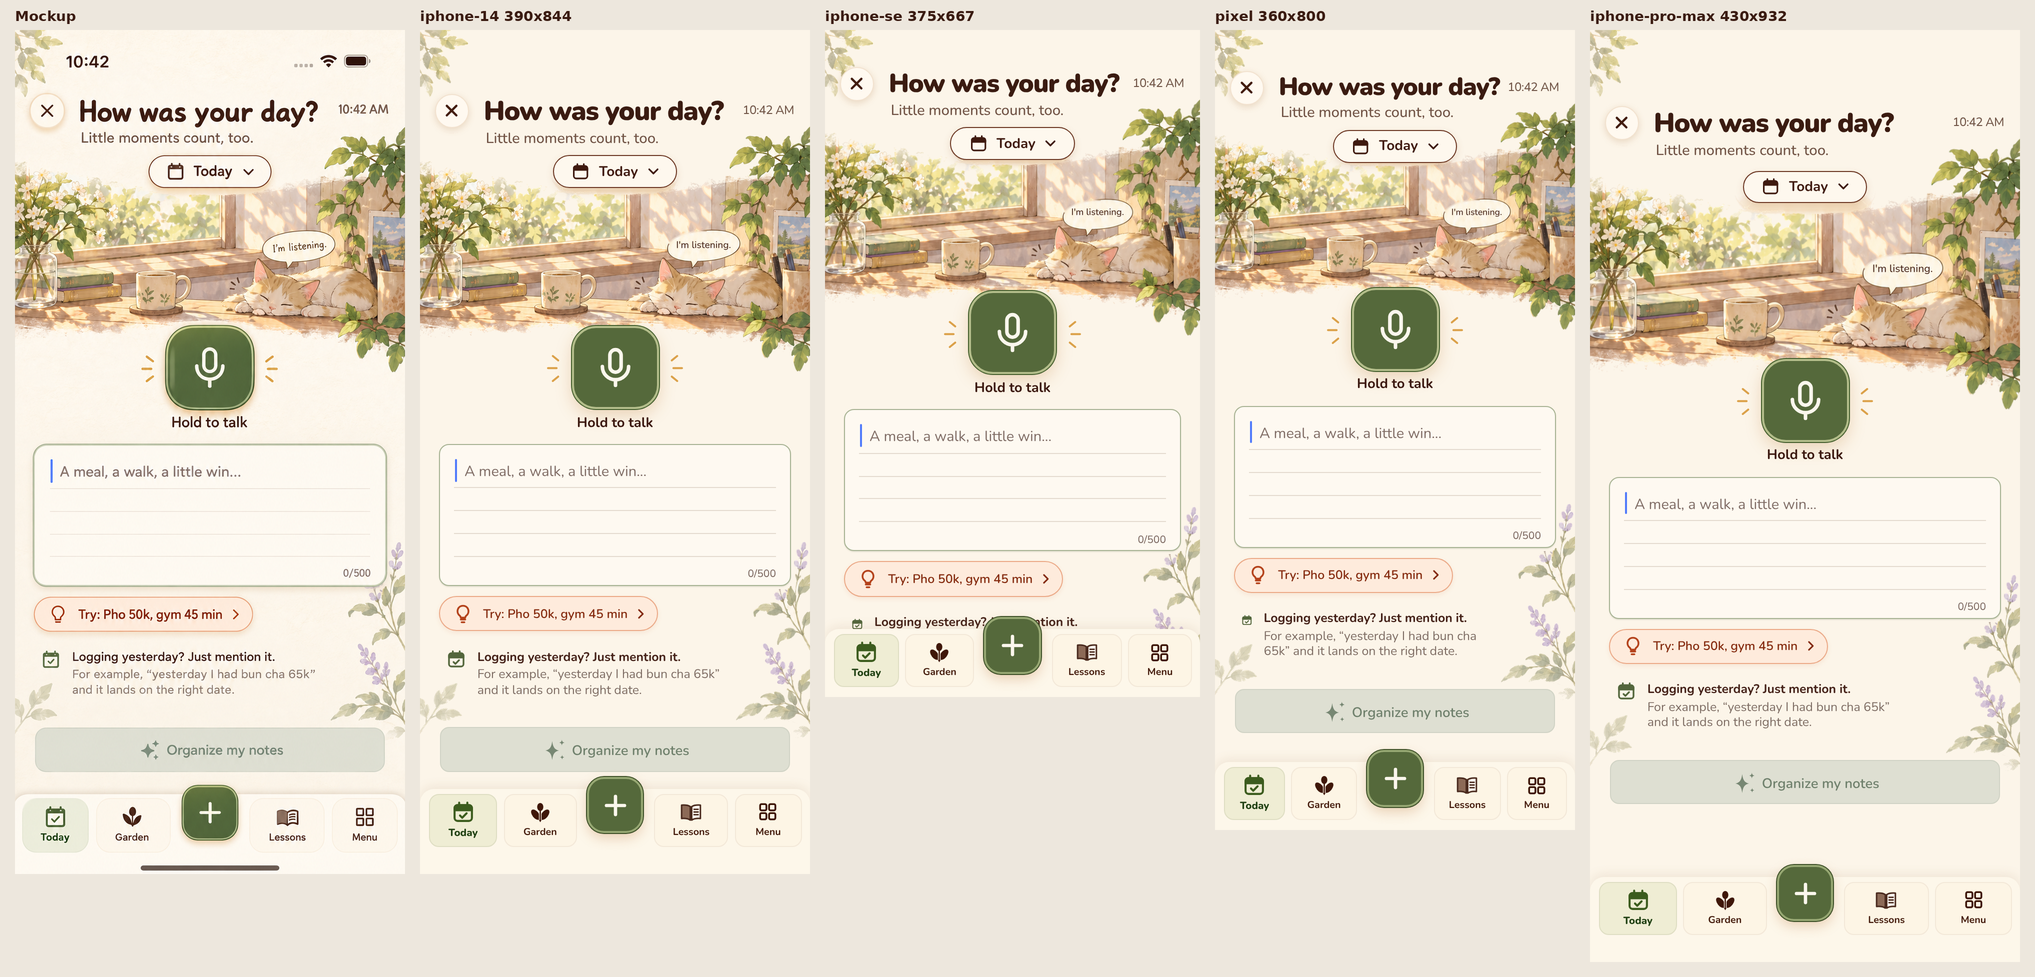 Mockup
10:42
How was your day?
10:42 AM
Little moments count, too.
Today
I'm listening.
Hold to talk
A meal, a walk, a little win...
0/500
Try: Pho 50k, gym 45 min
Logging yesterday? Just mention it.
For example, “yesterday I had bun cha 65k”
and it lands on the right date.
Organize my notes
Today
Garden
Lessons
Menu
iphone-14 390x844
How was your day?
10:42 AM
Little moments count, too.
Today
I'm listening.
Hold to talk
A meal, a walk, a little win...
0/500
Try: Pho 50k, gym 45 min
Logging yesterday? Just mention it.
For example, “yesterday I had bun cha 65k”
and it lands on the right date.
Organize my notes
Today
Garden
Lessons
Menu
iphone-se 375x667
How was your day?
10:42 AM
Little moments count, too.
Today
I'm listening.
Hold to talk
A meal, a walk, a little win...
0/500
Try: Pho 50k, gym 45 min
Logging yesterday? tion it.
Today
Garden
Lessons
Menu
pixel 360x800
How was your day?
10:42 AM
Little moments count, too.
Today
I'm listening.
Hold to talk
A meal, a walk, a little win...
0/500
Try: Pho 50k, gym 45 min
Logging yesterday? Just mention it.
For example, “yesterday I had bun cha
65k” and it lands on the right date.
Organize my notes
Today
Garden
Lessons
Menu
iphone-pro-max 430x932
How was your day?
10:42 AM
Little moments count, too.
Today
I'm listening.
Hold to talk
A meal, a walk, a little win...
0/500
Try: Pho 50k, gym 45 min
Logging yesterday? Just mention it.
For example, “yesterday I had bun cha 65k”
and it lands on the right date.
Organize my notes
Today
Garden
Lessons
Menu